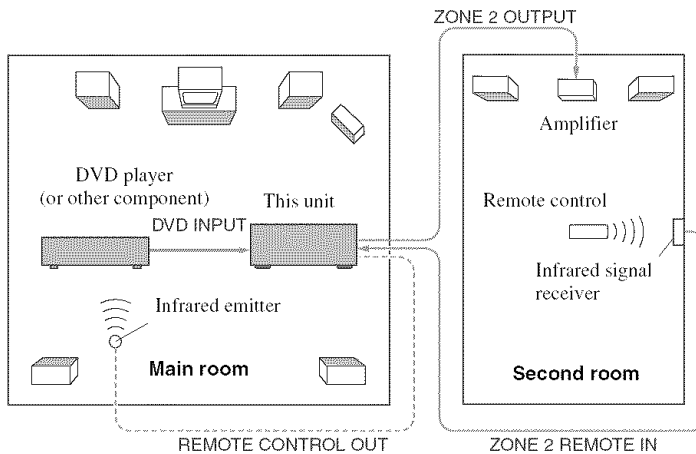 ZONE 2 OUTPUT
Amplifier
DVD player
(or other component)
This unit
DVD INPUT
Remote control
Infrared signal
receiver
Infrared emitter
Main room
Second room
REMOTE CONTROL OUT
ZONE 2 REMOTE IN